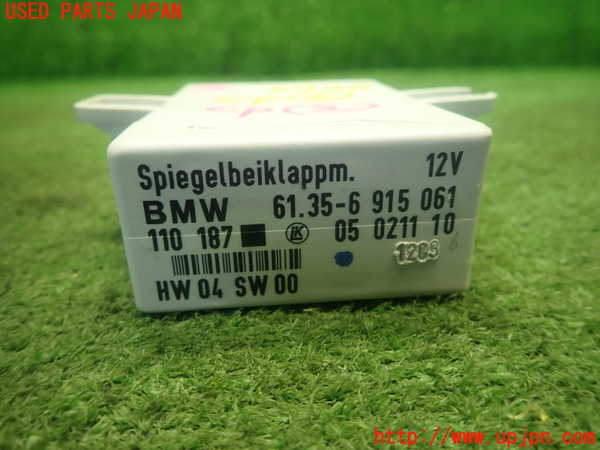 USED PARTS JAPAN
Spiegelbeiklappm. 12V
BMW 61.35-6 915 061
110 187 LK 05 0211 10
1203
HW 04 SW 00
http://www.upjpn.com